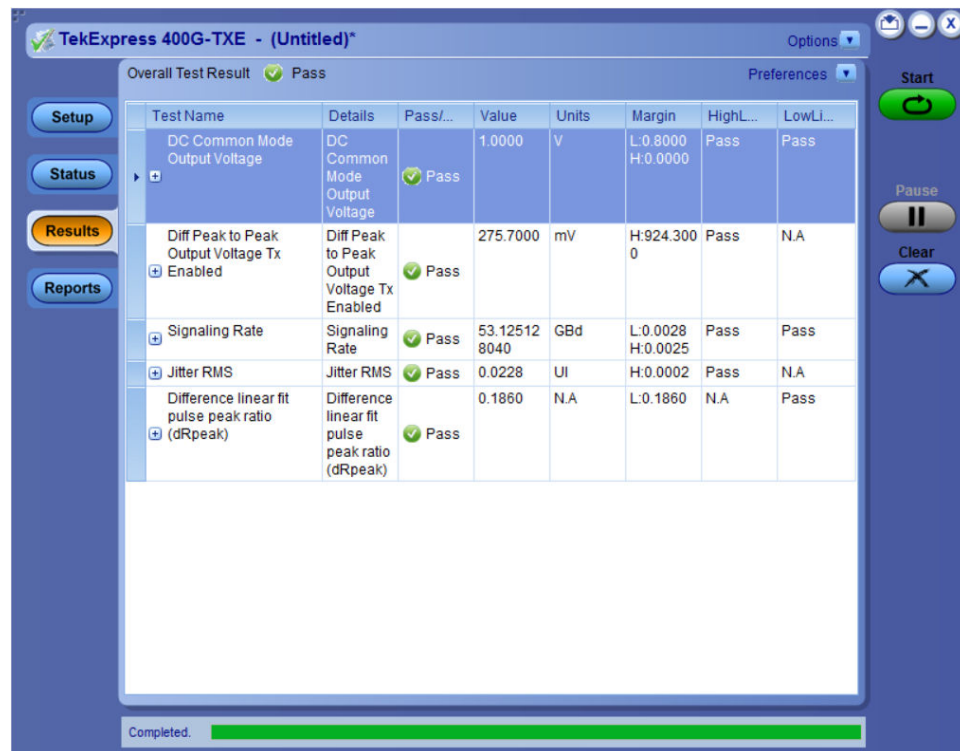 TekExpress 400G-TXE - (Untitled)*
Options
Overall Test Result Pass
Preferences
Start
Setup
Status
Results
Reports
Pause
Clear
Test Name Details Pass/... Value Units Margin HighL... LowLi...
DC Common Mode
Output Voltage
DC
Common
Mode
Output
Voltage
Pass
1.0000
V
L:0.8000
H:0.0000
Pass
Pass
Diff Peak to Peak
Output Voltage Tx
Enabled
Diff Peak
to Peak
Output
Voltage Tx
Enabled
Pass
275.7000
mV
H:924.300
0
Pass
N.A
Signaling Rate
Signaling
Rate
Pass
53.12512
8040
GBd
L:0.0028
H:0.0025
Pass
Pass
Jitter RMS
Jitter RMS
Pass
0.0228
UI
H:0.0002
Pass
N.A
Difference linear fit
pulse peak ratio
(dRpeak)
Difference
linear fit
pulse
peak ratio
(dRpeak)
Pass
0.1860
N.A
L:0.1860
N.A
Pass
Completed.